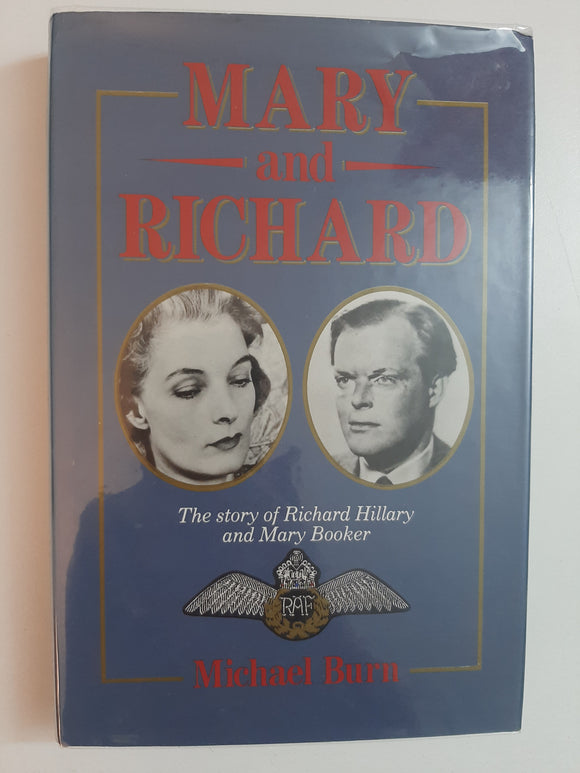 MARY
and
RICHARD
The story of Richard Hillary
and Mary Booker
RAF
Michael Burn